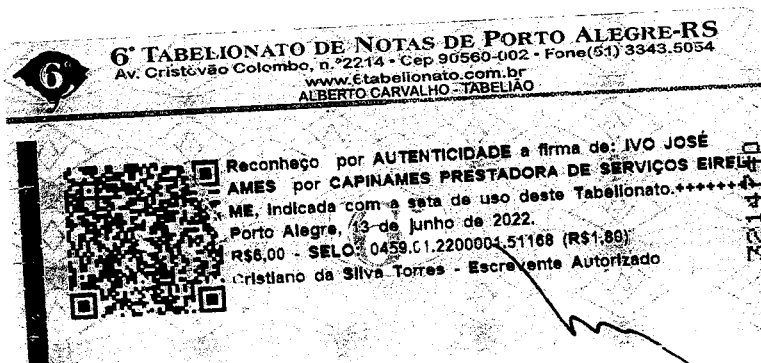 6º TABELIONATO DE NOTAS DE PORTO ALEGRE-RS
Av. Cristóvão Colombo, n.º2214 - Cep 90560-002 - Fone(51) 3343.5054
www.6tabelionato.com.br
ALBERTO CARVALHO - TABELIÃO
6º
Reconheço por AUTENTICIDADE a firma de: IVO JOSÉ
AMES por CAPINAMES PRESTADORA DE SERVIÇOS EIRELI
ME, indicada com a seta de uso deste Tabelionato.+++++++
Porto Alegre, 13 de junho de 2022.
R$6,00 - SELO: 0459.01.2200001.51168 (R$1,80)
Cristiano da Silva Torres - Escrevente Autorizado